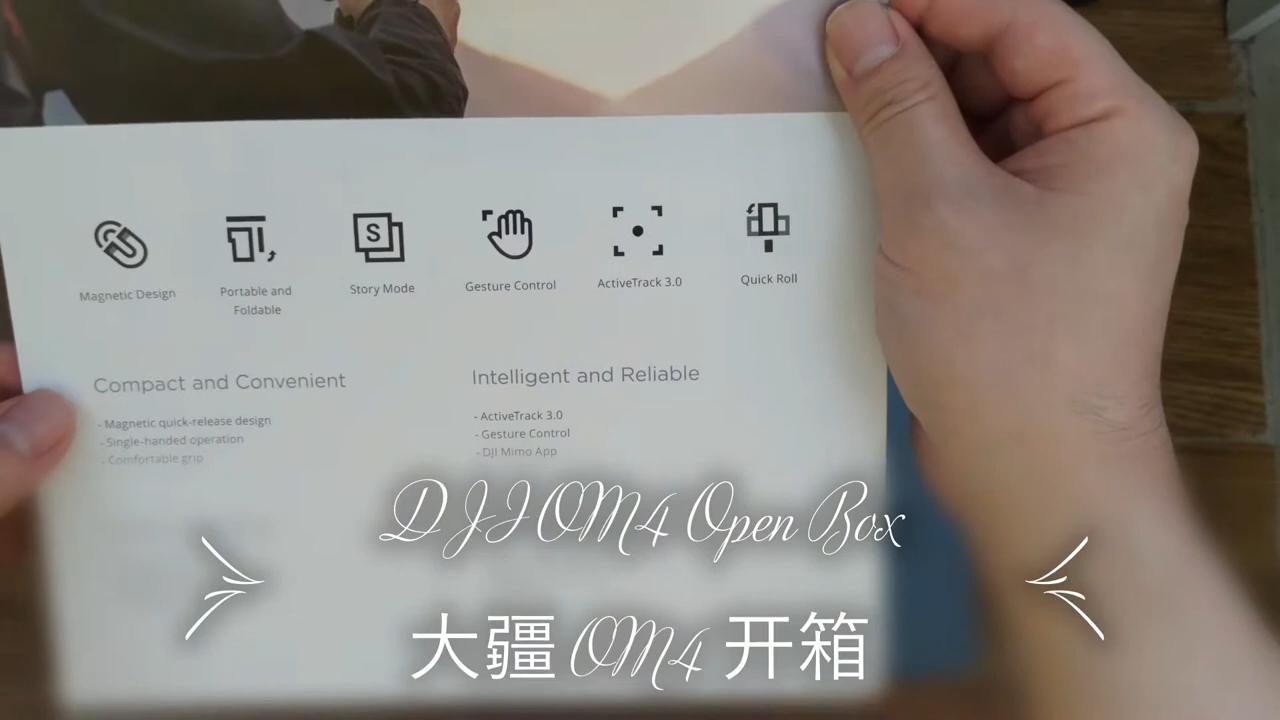 Magnetic Design
Portable and
Foldable
S
Story Mode
Gesture Control
ActiveTrack 3.0
Quick Roll
Compact and Convenient
- Magnetic quick-release design
- Single-handed operation
- Comfortable grip
Intelligent and Reliable
- ActiveTrack 3.0
- Gesture Control
- DJI Mimo App
DJI OM4 Open Box
大疆 OM4 开箱